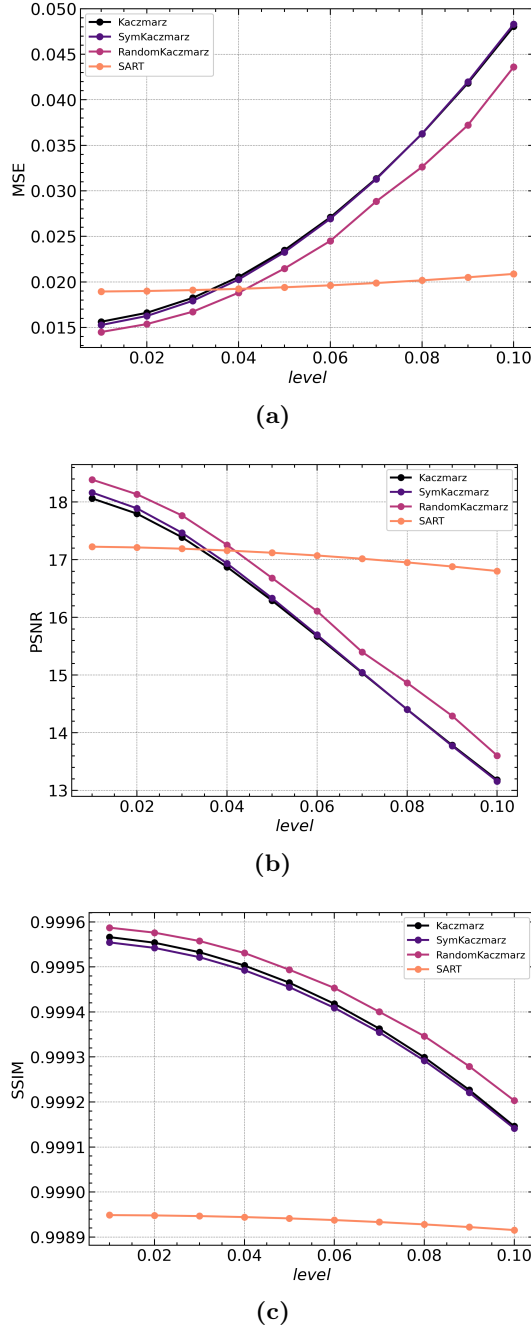 0.050
0.045
0.040
0.035
0.030
0.025
0.020
0.015
MSE
Kaczmarz
SymKaczmarz
RandomKaczmarz
SART
0.02 0.04 0.06 0.08 0.10
level
(a)
18
17
16
15
14
13
PSNR
Kaczmarz
SymKaczmarz
RandomKaczmarz
SART
0.02 0.04 0.06 0.08 0.10
level
(b)
0.9996
0.9995
0.9994
0.9993
0.9992
0.9991
0.9990
0.9989
SSIM
Kaczmarz
SymKaczmarz
RandomKaczmarz
SART
0.02 0.04 0.06 0.08 0.10
level
(c)